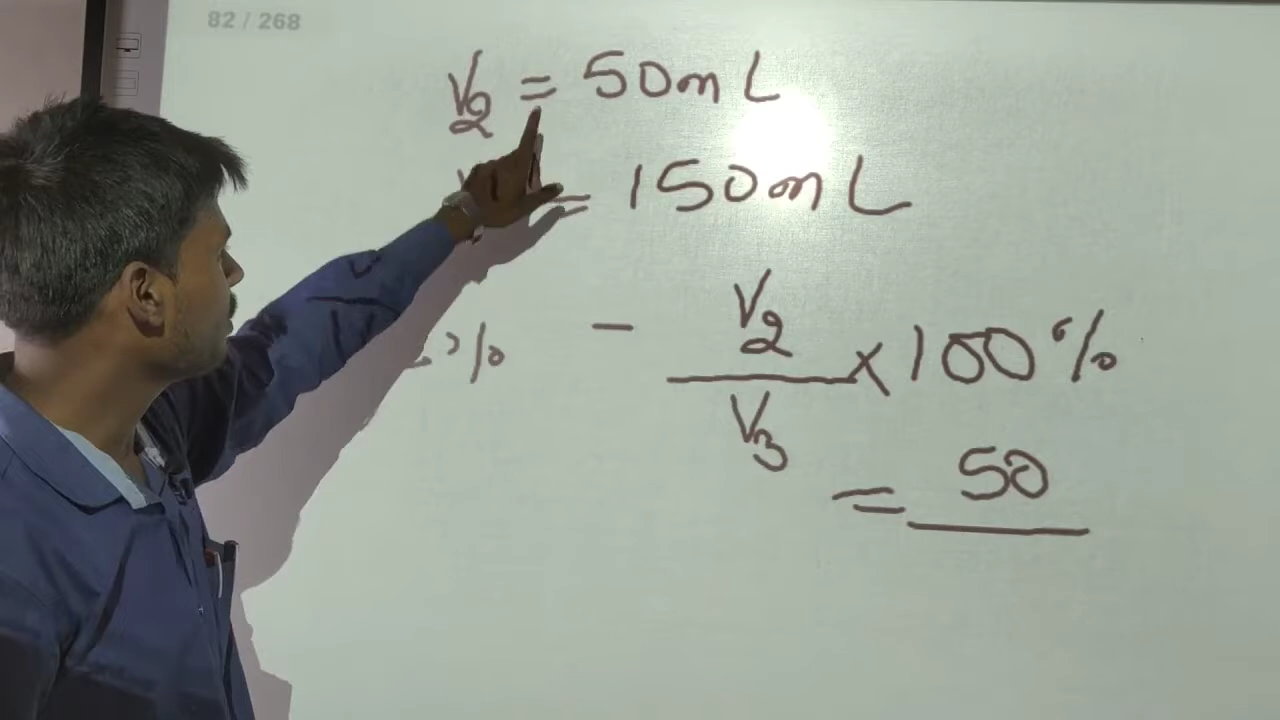 82 / 268
V2 = 50mL
= 150mL
% = V2 / V3 × 100%
= 50